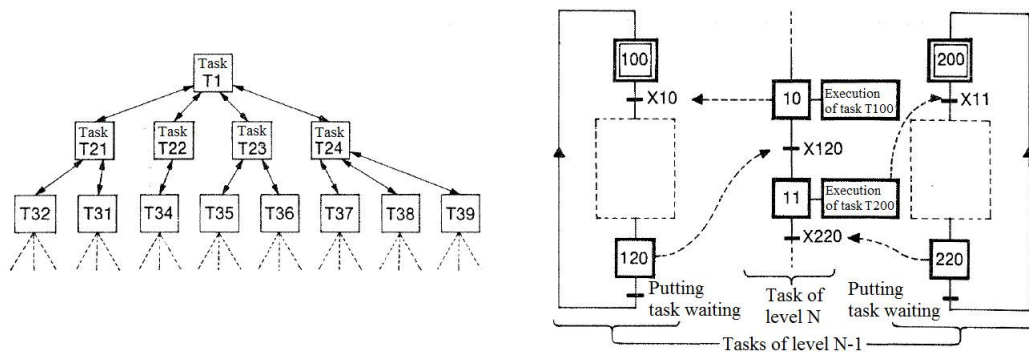 Task
T1
Task
T21
Task
T22
Task
T23
Task
T24
T32
T31
T34
T35
T36
T37
T38
T39
100
X10
120
Putting
task waiting
10
Execution
of task T100
X120
11
Execution
of task T200
X220
Task of
level N
200
X11
220
Putting
task waiting
Tasks of level N-1